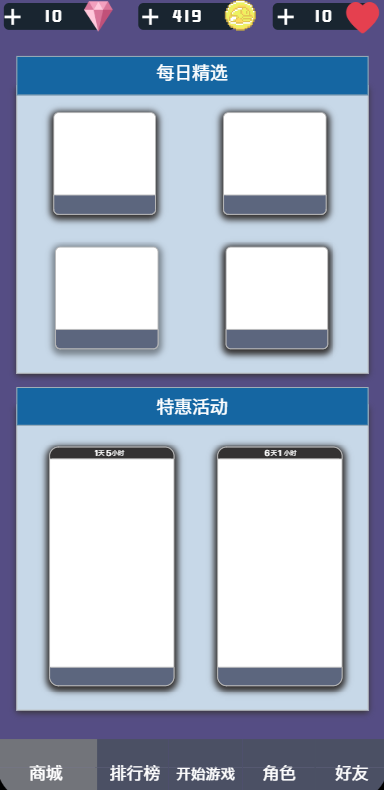 + 10 + 419 + 10
每日精选
特惠活动
1天5小时 6天1小时
商城 排行榜 开始游戏 角色 好友